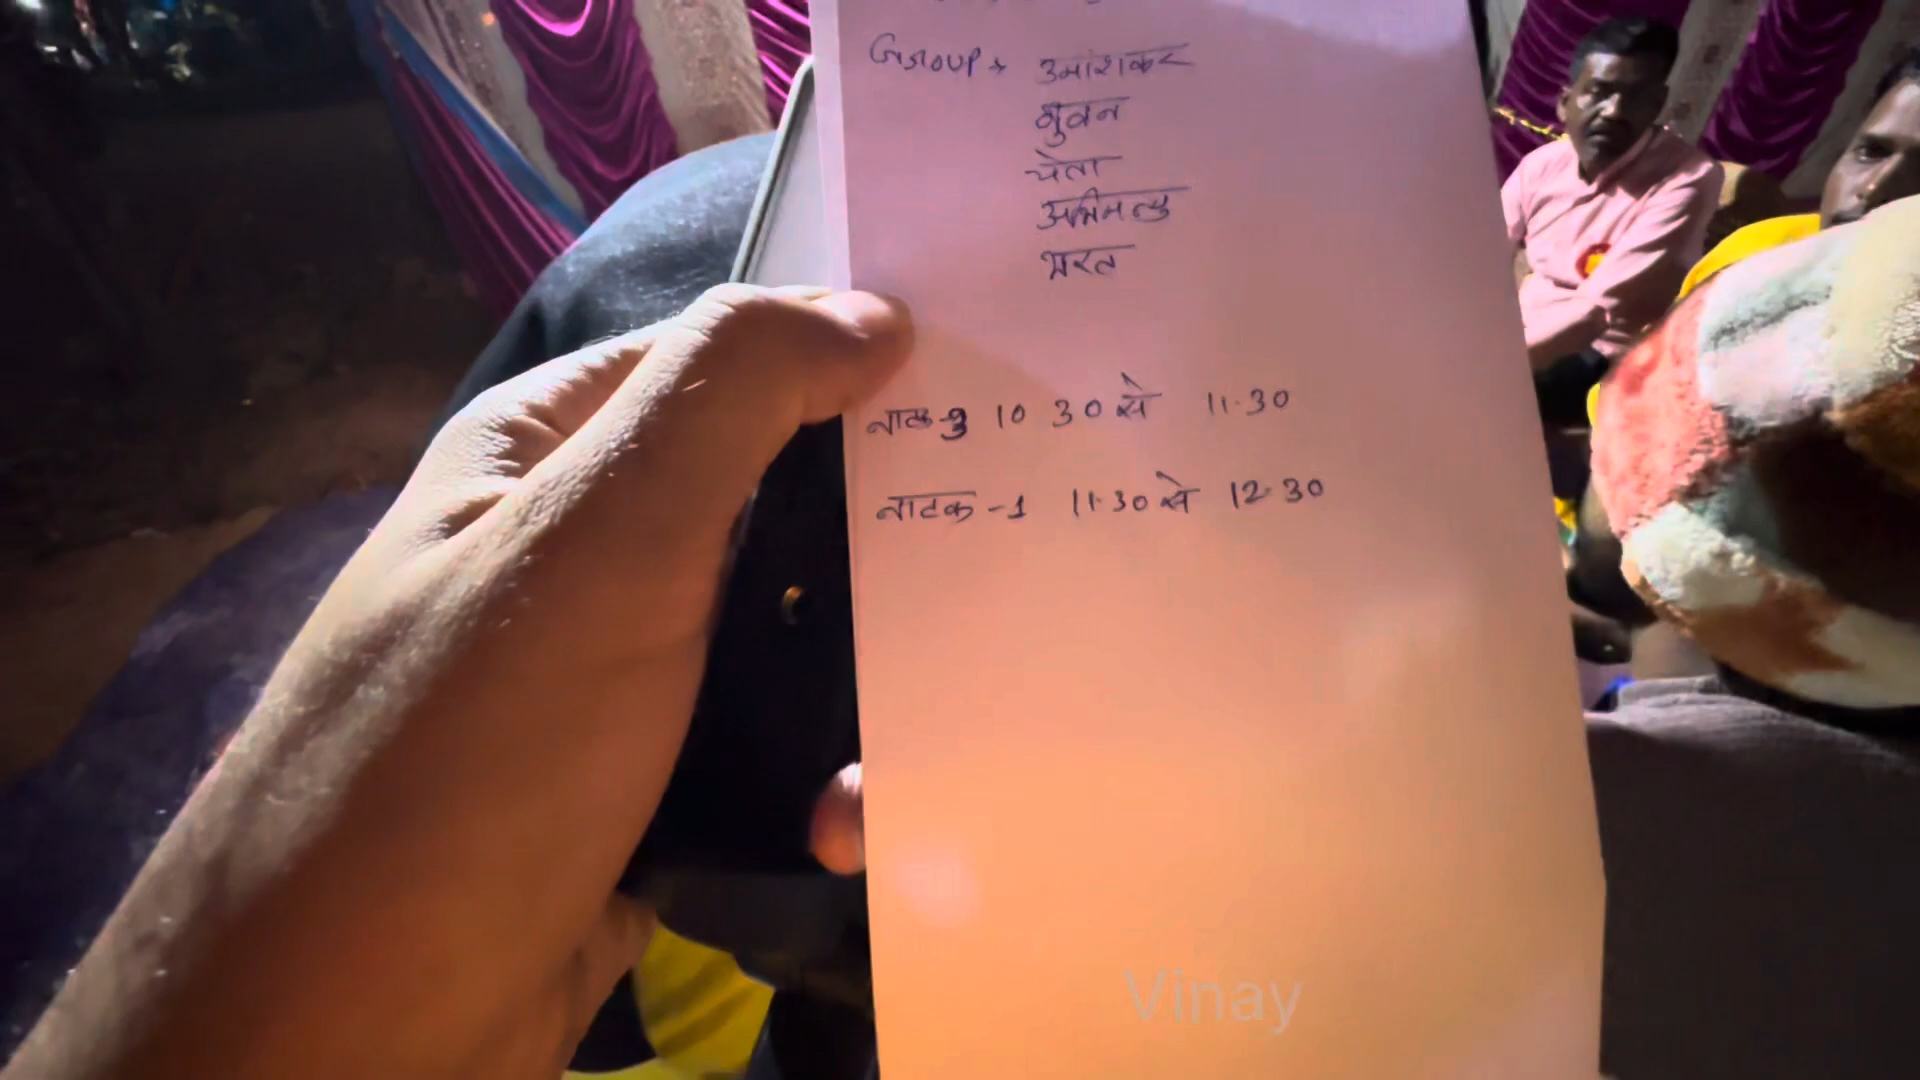 Group उमाशंकर
भुवन
चेता
अभिमन्यु
भरत
नाटक-3 10 30 से 11.30
नाटक-1 11.30 से 12.30
Vinay